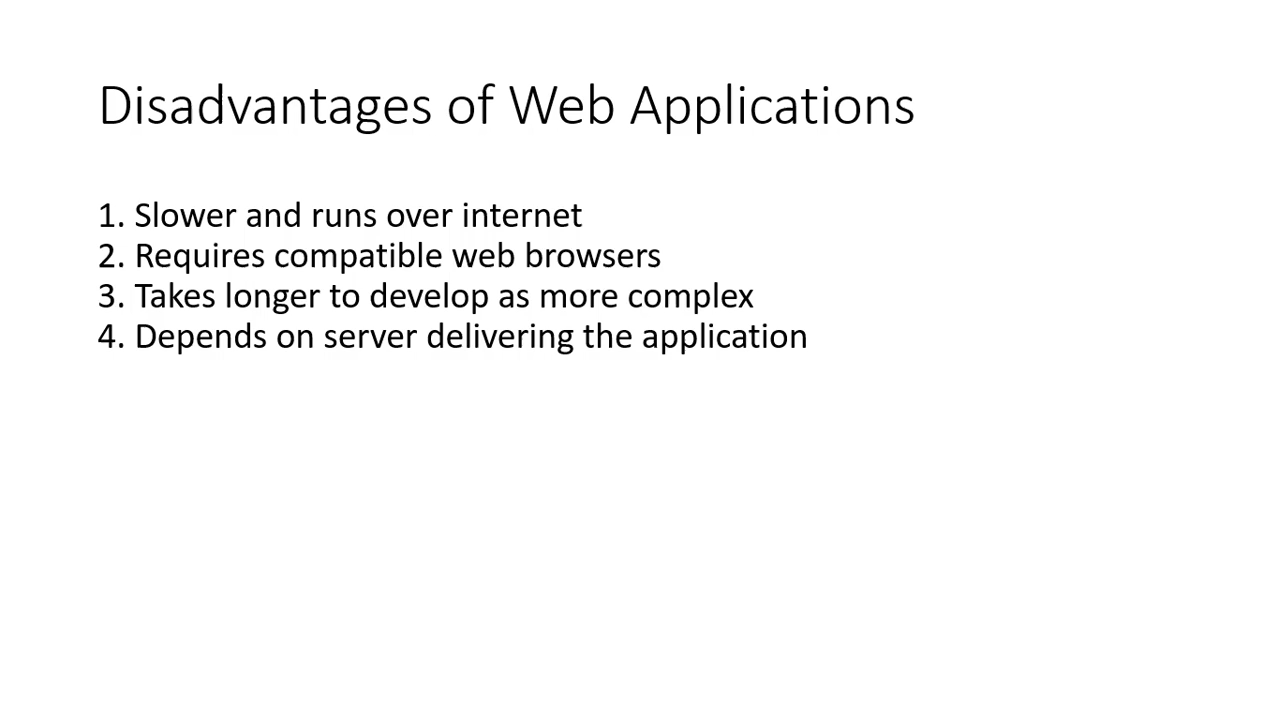 Disadvantages of Web Applications
1. Slower and runs over internet
2. Requires compatible web browsers
3. Takes longer to develop as more complex
4. Depends on server delivering the application